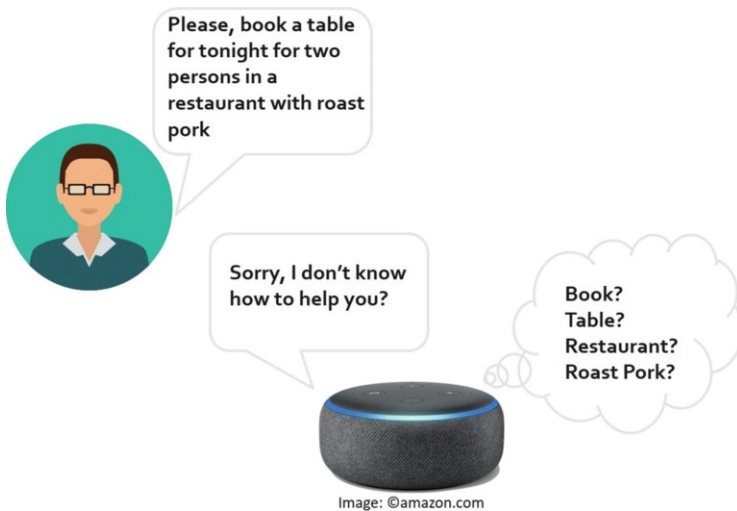 Please, book a table
for tonight for two
persons in a
restaurant with roast
pork
Sorry, I don't know
how to help you?
Book?
Table?
Restaurant?
Roast Pork?
Image: ©amazon.com